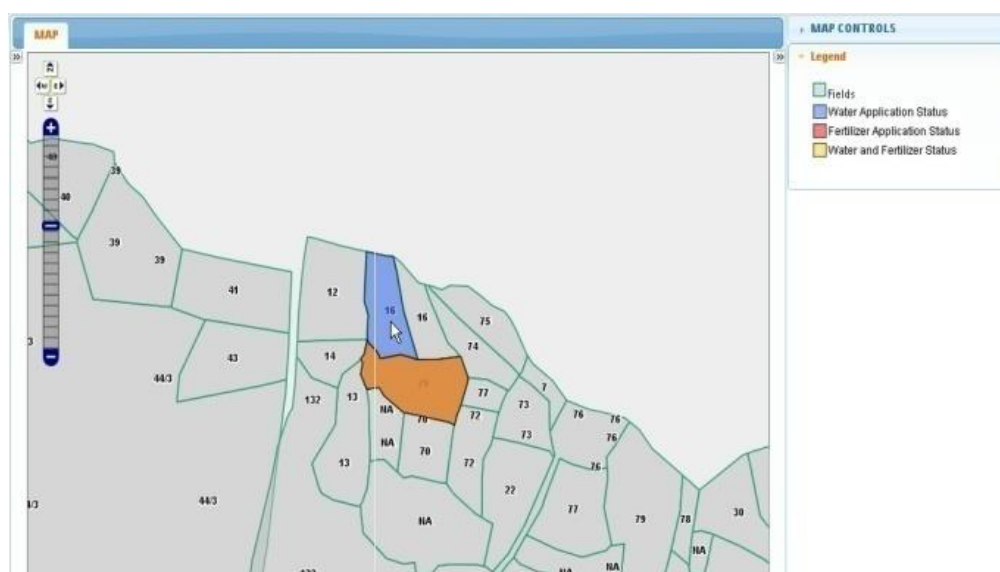 MAP
MAP CONTROLS
Legend
Fields
Water Application Status
Fertilizer Application Status
Water and Fertilizer Status
39
40
39
39
41
12
16
16
75
43
14
74
44/3
132
13
NA
77
7
73
72
70
76
76
73
76
NA
70
72
76
13
22
44/3
NA
77
79
78
30
NA
NA
NA